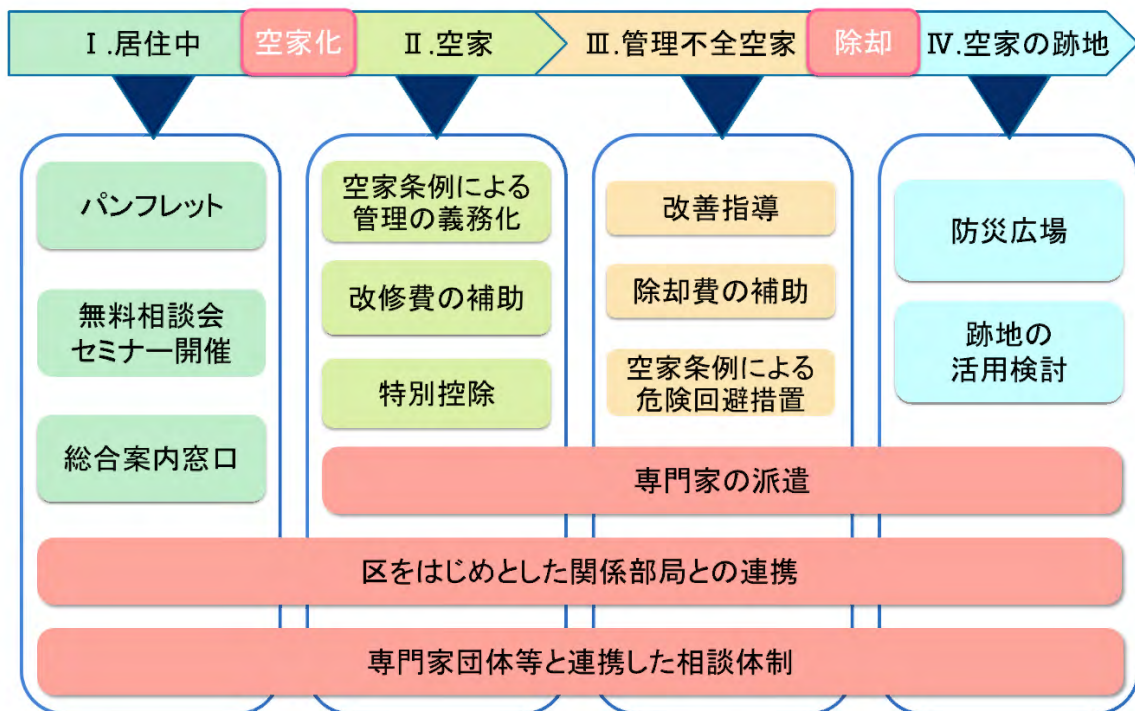 Ⅰ.居住中
空家化
Ⅱ.空家
Ⅲ.管理不全空家
除却
Ⅳ.空家の跡地
パンフレット
無料相談会
セミナー開催
総合案内窓口
空家条例による
管理の義務化
改修費の補助
特別控除
改善指導
除却費の補助
空家条例による
危険回避措置
防災広場
跡地の
活用検討
専門家の派遣
区をはじめとした関係部局との連携
専門家団体等と連携した相談体制